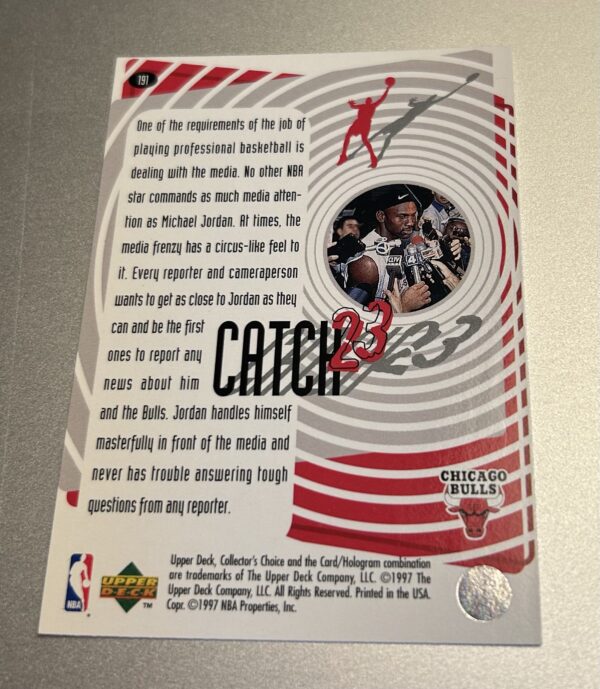 191
One of the requirements of the job of
playing professional basketball is
dealing with the media. No other NBA
star commands as much media atten-
tion as Michael Jordan. At times, the
media frenzy has a circus-like feel to
it. Every reporter and cameraperson
wants to get as close to Jordan as they
can and be the first
ones to report any
news about him
and the Bulls. Jordan handles himself
masterfully in front of the media and
never has trouble answering tough
questions from any reporter.
CATCH 23
23
CHICAGO
BULLS
NBA
UPPER
DECK
TM
Upper Deck, Collector's Choice and the Card/Hologram combination
are trademarks of The Upper Deck Company, LLC. ©1997 The
Upper Deck Company, LLC. All Rights Reserved. Printed in the USA.
Copr. ©1997 NBA Properties, Inc.